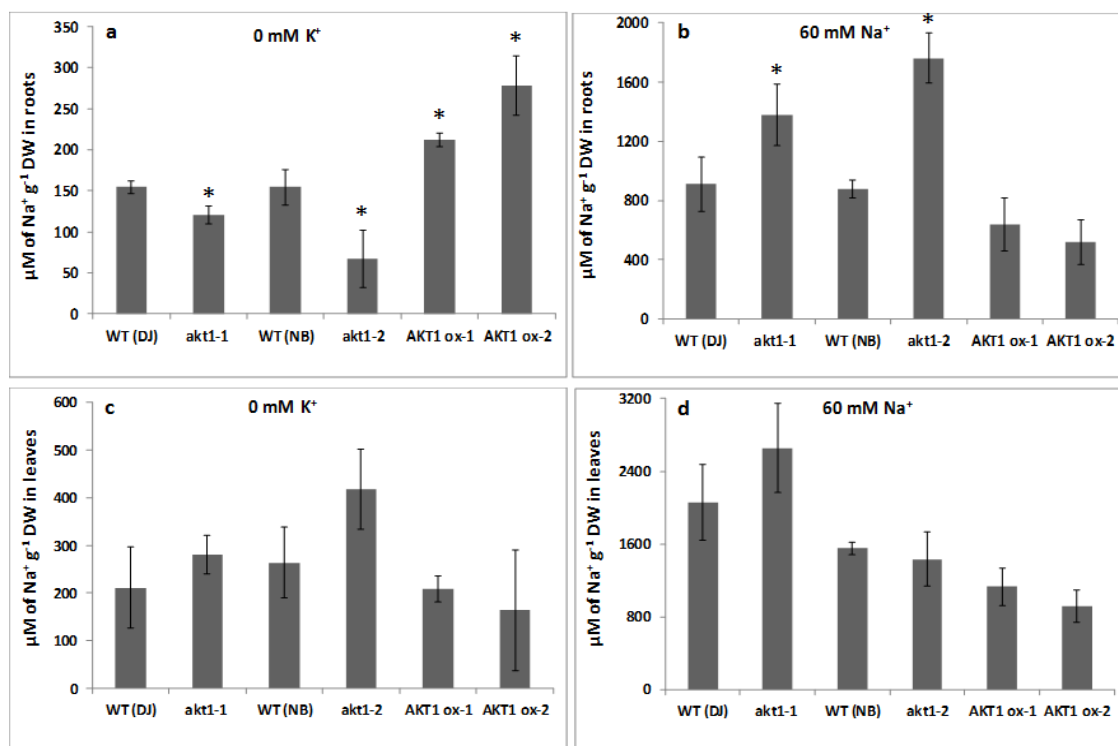 a
0 mM K⁺
µM of Na⁺ g⁻¹ DW in roots
350
300
250
200
150
100
50
0
*
*
*
*
WT (DJ) akt1-1 WT (NB) akt1-2 AKT1 ox-1 AKT1 ox-2
b
60 mM Na⁺
µM of Na⁺ g⁻¹ DW in roots
2000
1600
1200
800
400
0
*
*
WT (DJ) akt1-1 WT (NB) akt1-2 AKT1 ox-1 AKT1 ox-2
c
0 mM K⁺
µM of Na⁺ g⁻¹ DW in leaves
600
500
400
300
200
100
0
WT (DJ) akt1-1 WT (NB) akt1-2 AKT1 ox-1 AKT1 ox-2
d
60 mM Na⁺
µM of Na⁺ g⁻¹ DW in leaves
3200
2400
1600
800
0
WT (DJ) akt1-1 WT (NB) akt1-2 AKT1 ox-1 AKT1 ox-2